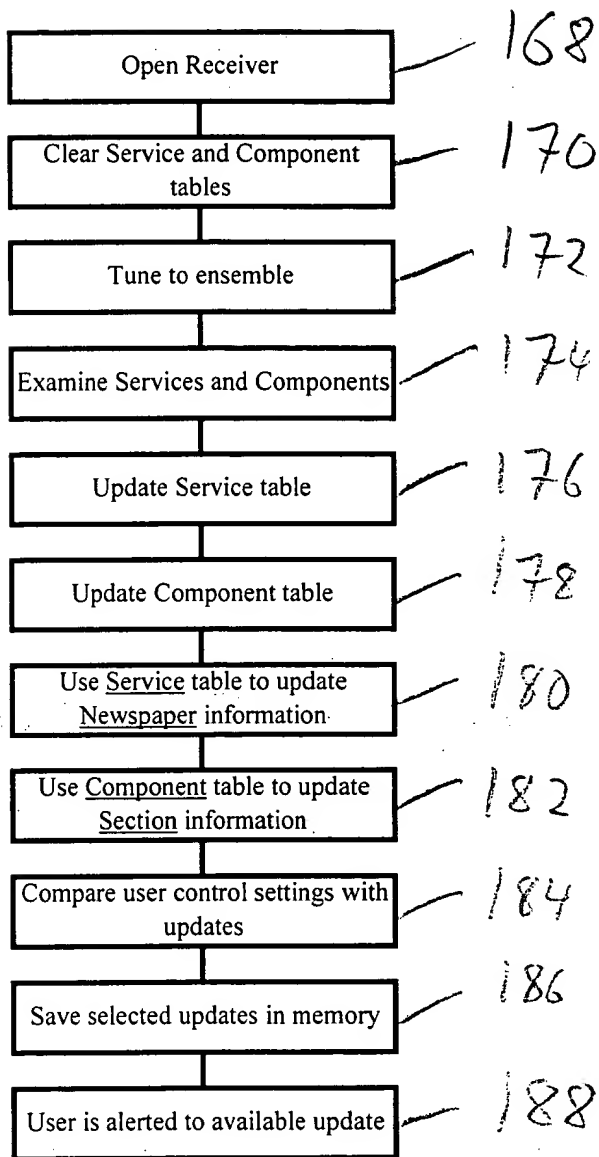 Open Receiver
168
Clear Service and Component
tables
170
Tune to ensemble
172
Examine Services and Components
174
Update Service table
176
Update Component table
178
Use Service table to update
Newspaper information
180
Use Component table to update
Section information
182
Compare user control settings with
updates
184
Save selected updates in memory
186
User is alerted to available update
188